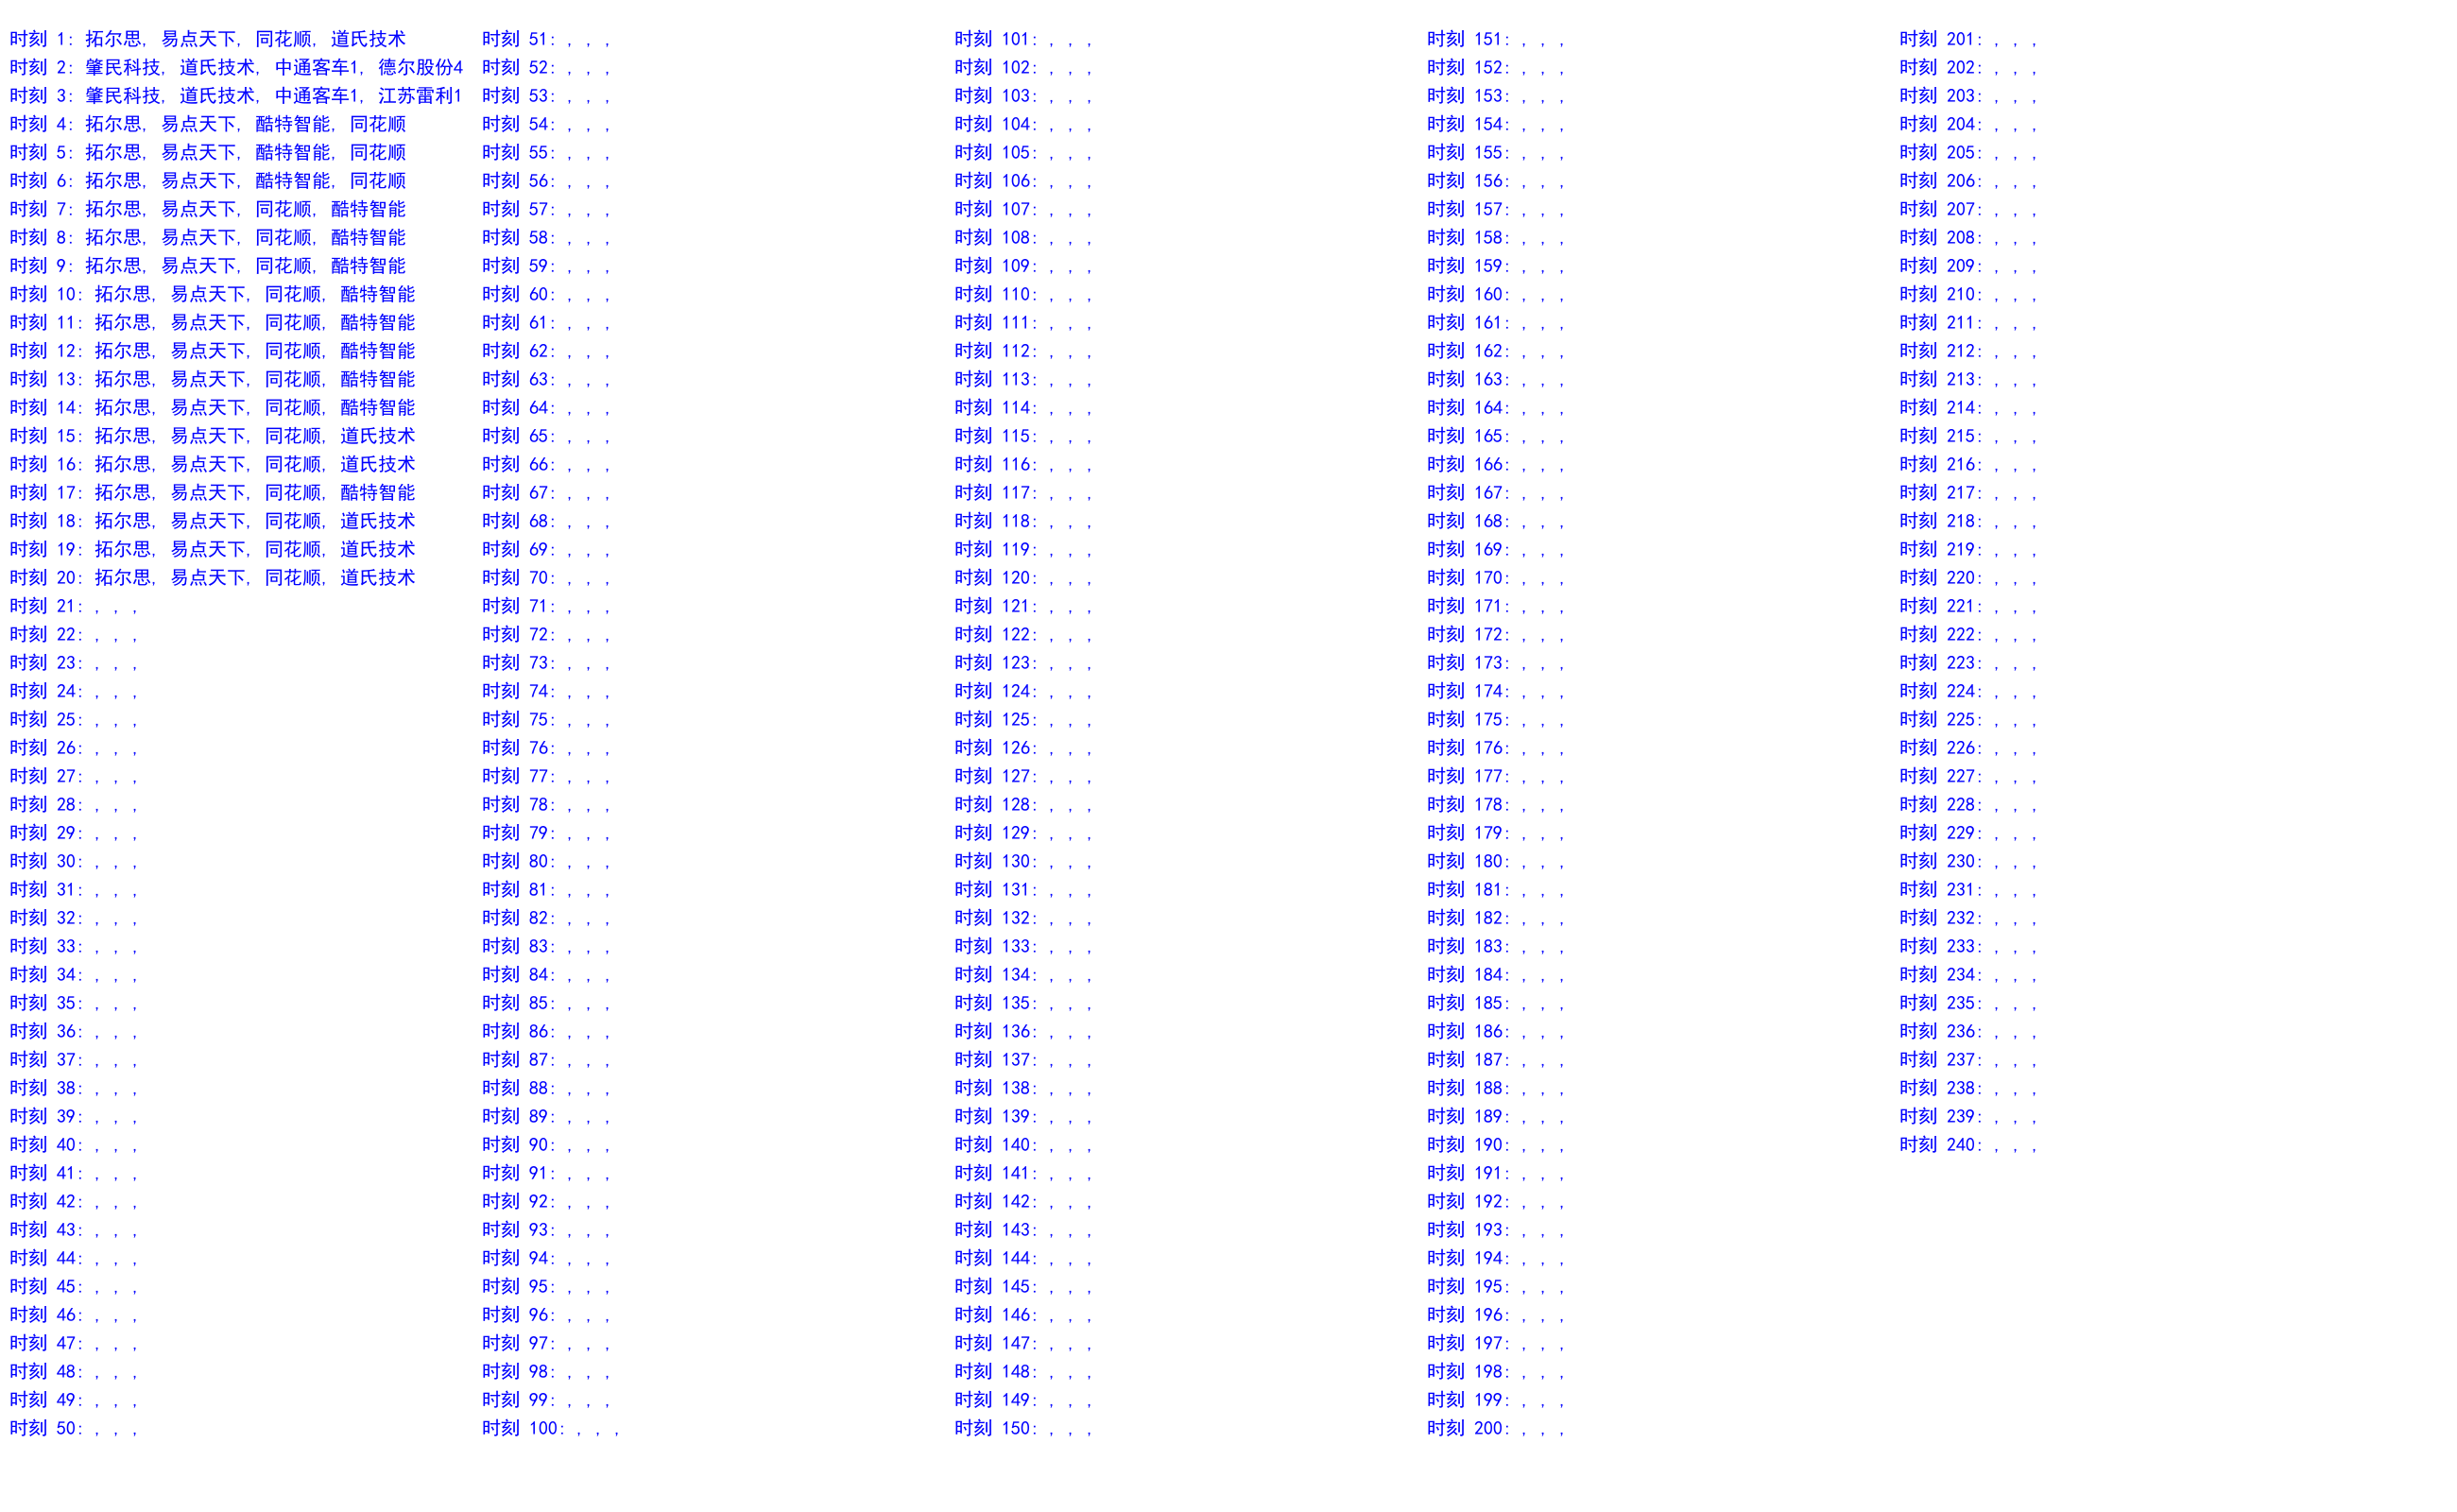 时刻 1: 拓尔思, 易点天下, 同花顺, 道氏技术
时刻 2: 肇民科技, 道氏技术, 中通客车1, 德尔股份4
时刻 3: 肇民科技, 道氏技术, 中通客车1, 江苏雷利1
时刻 4: 拓尔思, 易点天下, 酷特智能, 同花顺
时刻 5: 拓尔思, 易点天下, 酷特智能, 同花顺
时刻 6: 拓尔思, 易点天下, 酷特智能, 同花顺
时刻 7: 拓尔思, 易点天下, 同花顺, 酷特智能
时刻 8: 拓尔思, 易点天下, 同花顺, 酷特智能
时刻 9: 拓尔思, 易点天下, 同花顺, 酷特智能
时刻 10: 拓尔思, 易点天下, 同花顺, 酷特智能
时刻 11: 拓尔思, 易点天下, 同花顺, 酷特智能
时刻 12: 拓尔思, 易点天下, 同花顺, 酷特智能
时刻 13: 拓尔思, 易点天下, 同花顺, 酷特智能
时刻 14: 拓尔思, 易点天下, 同花顺, 酷特智能
时刻 15: 拓尔思, 易点天下, 同花顺, 道氏技术
时刻 16: 拓尔思, 易点天下, 同花顺, 道氏技术
时刻 17: 拓尔思, 易点天下, 同花顺, 酷特智能
时刻 18: 拓尔思, 易点天下, 同花顺, 道氏技术
时刻 19: 拓尔思, 易点天下, 同花顺, 道氏技术
时刻 20: 拓尔思, 易点天下, 同花顺, 道氏技术
时刻 21: , , ,
时刻 22: , , ,
时刻 23: , , ,
时刻 24: , , ,
时刻 25: , , ,
时刻 26: , , ,
时刻 27: , , ,
时刻 28: , , ,
时刻 29: , , ,
时刻 30: , , ,
时刻 31: , , ,
时刻 32: , , ,
时刻 33: , , ,
时刻 34: , , ,
时刻 35: , , ,
时刻 36: , , ,
时刻 37: , , ,
时刻 38: , , ,
时刻 39: , , ,
时刻 40: , , ,
时刻 41: , , ,
时刻 42: , , ,
时刻 43: , , ,
时刻 44: , , ,
时刻 45: , , ,
时刻 46: , , ,
时刻 47: , , ,
时刻 48: , , ,
时刻 49: , , ,
时刻 50: , , ,
时刻 51: , , ,
时刻 52: , , ,
时刻 53: , , ,
时刻 54: , , ,
时刻 55: , , ,
时刻 56: , , ,
时刻 57: , , ,
时刻 58: , , ,
时刻 59: , , ,
时刻 60: , , ,
时刻 61: , , ,
时刻 62: , , ,
时刻 63: , , ,
时刻 64: , , ,
时刻 65: , , ,
时刻 66: , , ,
时刻 67: , , ,
时刻 68: , , ,
时刻 69: , , ,
时刻 70: , , ,
时刻 71: , , ,
时刻 72: , , ,
时刻 73: , , ,
时刻 74: , , ,
时刻 75: , , ,
时刻 76: , , ,
时刻 77: , , ,
时刻 78: , , ,
时刻 79: , , ,
时刻 80: , , ,
时刻 81: , , ,
时刻 82: , , ,
时刻 83: , , ,
时刻 84: , , ,
时刻 85: , , ,
时刻 86: , , ,
时刻 87: , , ,
时刻 88: , , ,
时刻 89: , , ,
时刻 90: , , ,
时刻 91: , , ,
时刻 92: , , ,
时刻 93: , , ,
时刻 94: , , ,
时刻 95: , , ,
时刻 96: , , ,
时刻 97: , , ,
时刻 98: , , ,
时刻 99: , , ,
时刻 100: , , ,
时刻 101: , , ,
时刻 102: , , ,
时刻 103: , , ,
时刻 104: , , ,
时刻 105: , , ,
时刻 106: , , ,
时刻 107: , , ,
时刻 108: , , ,
时刻 109: , , ,
时刻 110: , , ,
时刻 111: , , ,
时刻 112: , , ,
时刻 113: , , ,
时刻 114: , , ,
时刻 115: , , ,
时刻 116: , , ,
时刻 117: , , ,
时刻 118: , , ,
时刻 119: , , ,
时刻 120: , , ,
时刻 121: , , ,
时刻 122: , , ,
时刻 123: , , ,
时刻 124: , , ,
时刻 125: , , ,
时刻 126: , , ,
时刻 127: , , ,
时刻 128: , , ,
时刻 129: , , ,
时刻 130: , , ,
时刻 131: , , ,
时刻 132: , , ,
时刻 133: , , ,
时刻 134: , , ,
时刻 135: , , ,
时刻 136: , , ,
时刻 137: , , ,
时刻 138: , , ,
时刻 139: , , ,
时刻 140: , , ,
时刻 141: , , ,
时刻 142: , , ,
时刻 143: , , ,
时刻 144: , , ,
时刻 145: , , ,
时刻 146: , , ,
时刻 147: , , ,
时刻 148: , , ,
时刻 149: , , ,
时刻 150: , , ,
时刻 151: , , ,
时刻 152: , , ,
时刻 153: , , ,
时刻 154: , , ,
时刻 155: , , ,
时刻 156: , , ,
时刻 157: , , ,
时刻 158: , , ,
时刻 159: , , ,
时刻 160: , , ,
时刻 161: , , ,
时刻 162: , , ,
时刻 163: , , ,
时刻 164: , , ,
时刻 165: , , ,
时刻 166: , , ,
时刻 167: , , ,
时刻 168: , , ,
时刻 169: , , ,
时刻 170: , , ,
时刻 171: , , ,
时刻 172: , , ,
时刻 173: , , ,
时刻 174: , , ,
时刻 175: , , ,
时刻 176: , , ,
时刻 177: , , ,
时刻 178: , , ,
时刻 179: , , ,
时刻 180: , , ,
时刻 181: , , ,
时刻 182: , , ,
时刻 183: , , ,
时刻 184: , , ,
时刻 185: , , ,
时刻 186: , , ,
时刻 187: , , ,
时刻 188: , , ,
时刻 189: , , ,
时刻 190: , , ,
时刻 191: , , ,
时刻 192: , , ,
时刻 193: , , ,
时刻 194: , , ,
时刻 195: , , ,
时刻 196: , , ,
时刻 197: , , ,
时刻 198: , , ,
时刻 199: , , ,
时刻 200: , , ,
时刻 201: , , ,
时刻 202: , , ,
时刻 203: , , ,
时刻 204: , , ,
时刻 205: , , ,
时刻 206: , , ,
时刻 207: , , ,
时刻 208: , , ,
时刻 209: , , ,
时刻 210: , , ,
时刻 211: , , ,
时刻 212: , , ,
时刻 213: , , ,
时刻 214: , , ,
时刻 215: , , ,
时刻 216: , , ,
时刻 217: , , ,
时刻 218: , , ,
时刻 219: , , ,
时刻 220: , , ,
时刻 221: , , ,
时刻 222: , , ,
时刻 223: , , ,
时刻 224: , , ,
时刻 225: , , ,
时刻 226: , , ,
时刻 227: , , ,
时刻 228: , , ,
时刻 229: , , ,
时刻 230: , , ,
时刻 231: , , ,
时刻 232: , , ,
时刻 233: , , ,
时刻 234: , , ,
时刻 235: , , ,
时刻 236: , , ,
时刻 237: , , ,
时刻 238: , , ,
时刻 239: , , ,
时刻 240: , , ,